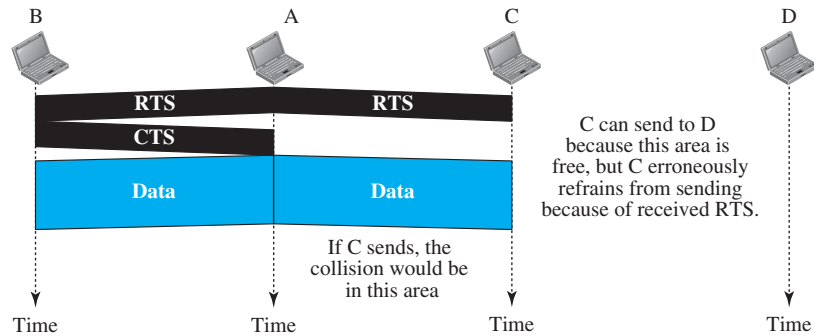 B
A
C
D
RTS
RTS
CTS
Data
Data
C can send to D
because this area is
free, but C erroneously
refrains from sending
because of received RTS.
If C sends, the
collision would be
in this area
Time
Time
Time
Time